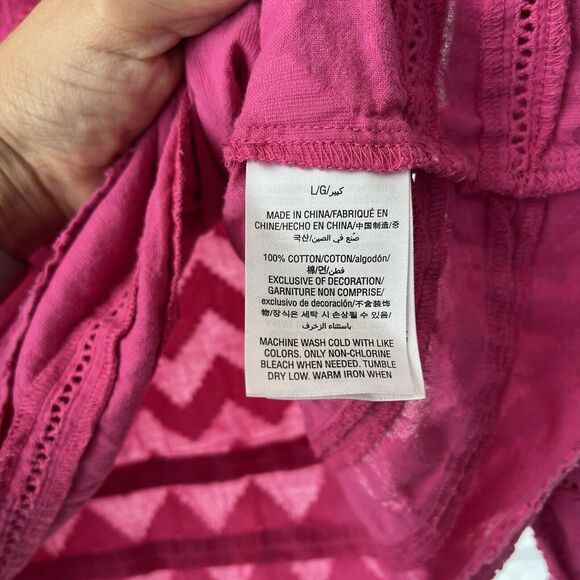 L/G/كبير
MADE IN CHINA/FABRIQUÉ EN
CHINE/HECHO EN CHINA/中国制造/중
국산/صُنع في الصين
100% COTTON/COTON/algodón/
棉/면/قطن
EXCLUSIVE OF DECORATION/
GARNITURE NON COMPRISE/
exclusivo de decoración/不含装饰
物/장식은 세탁 시 손상될 수 있음/
باستثناء الزخرف
MACHINE WASH COLD WITH LIKE
COLORS. ONLY NON-CHLORINE
BLEACH WHEN NEEDED. TUMBLE
DRY LOW. WARM IRON WHEN